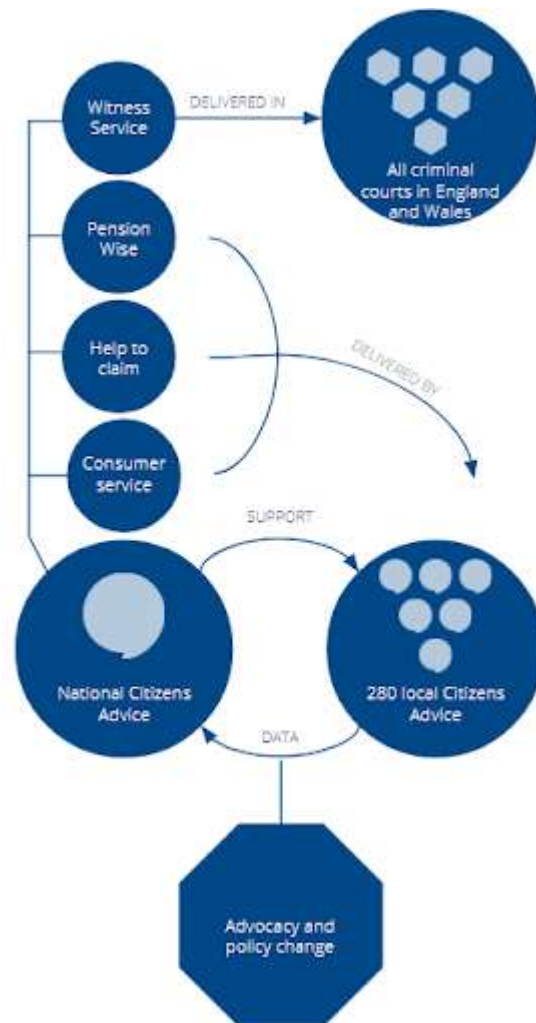 Witness
Service
DELIVERED IN
All criminal
courts in England
and Wales
Pension
Wise
Help to
claim
DELIVERED BY
Consumer
service
SUPPORT
National Citizens
Advice
280 local Citizens
Advice
DATA
Advocacy and
policy change